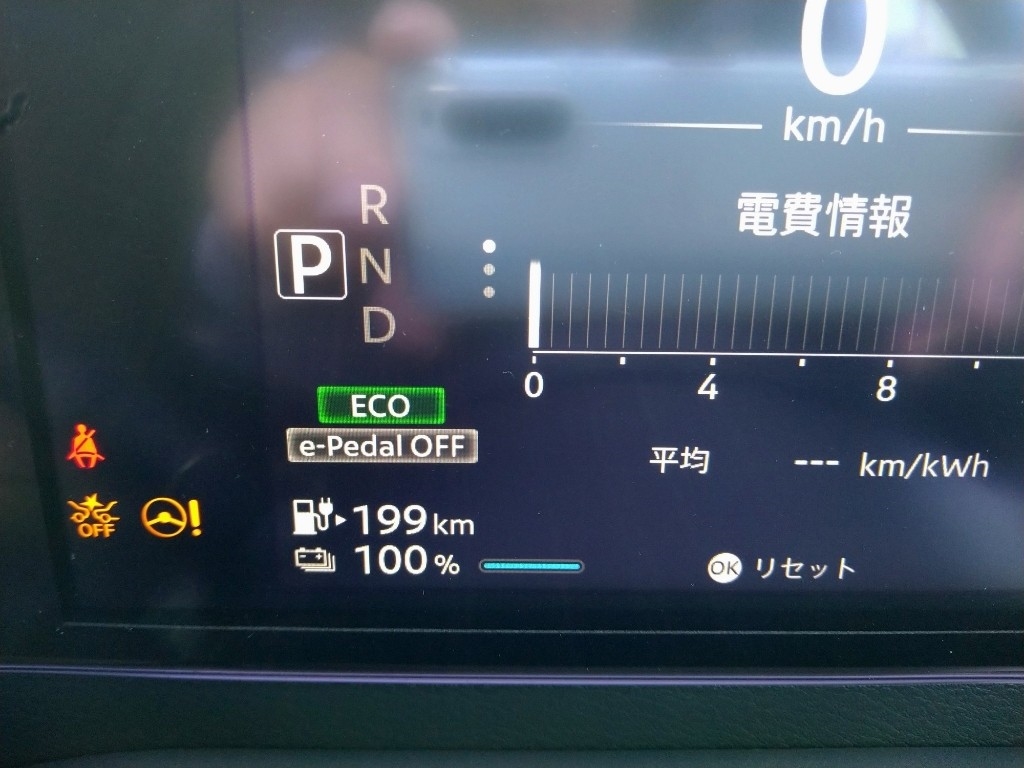 0
km/h
電費情報
R
P N
D
0 4 8
ECO
e-Pedal OFF
平均 --- km/kWh
OFF !
199 km
100 %
OK リセット